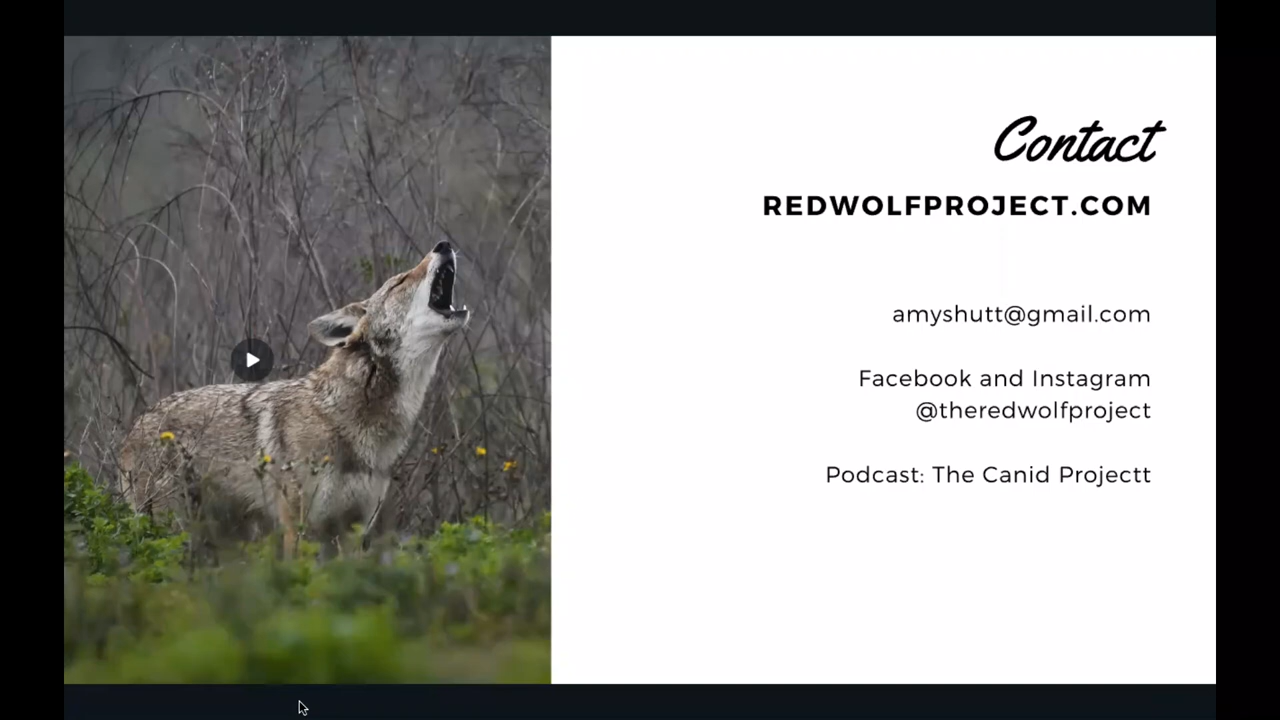 Contact
REDWOLFPROJECT.COM
amyshutt@gmail.com
Facebook and Instagram
@theredwolfproject
Podcast: The Canid Projectt